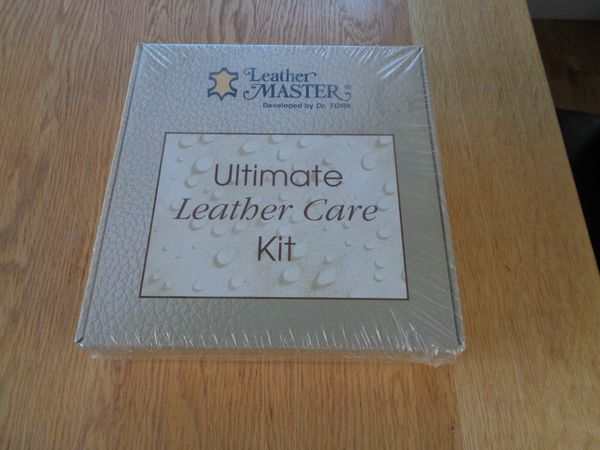 Leather
MASTER®
Developed by Dr. TORK
Ultimate
Leather Care
Kit